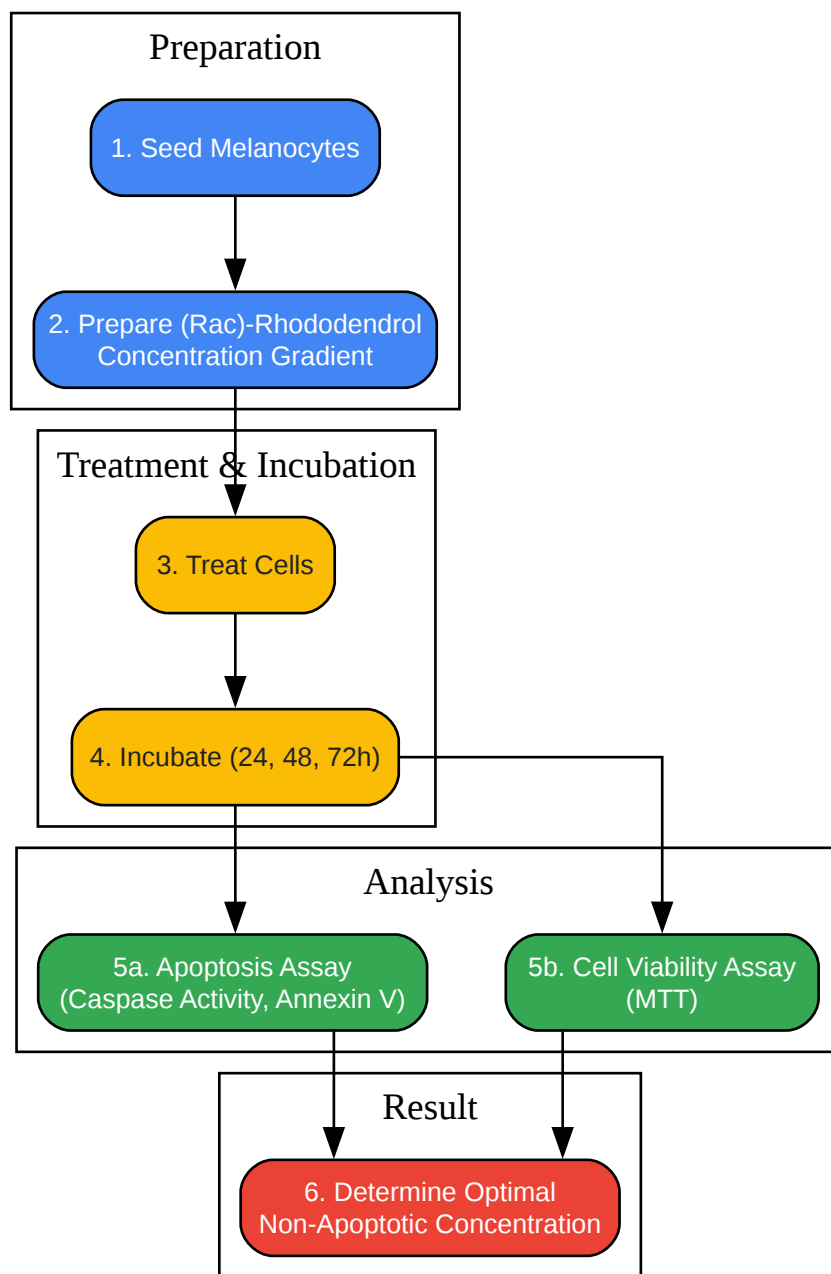 Preparation
1. Seed Melanocytes
2. Prepare (Rac)-Rhododendrol
Concentration Gradient
Treatment & Incubation
3. Treat Cells
4. Incubate (24, 48, 72h)
Analysis
5a. Apoptosis Assay
(Caspase Activity, Annexin V)
5b. Cell Viability Assay
(MTT)
Result
6. Determine Optimal
Non-Apoptotic Concentration